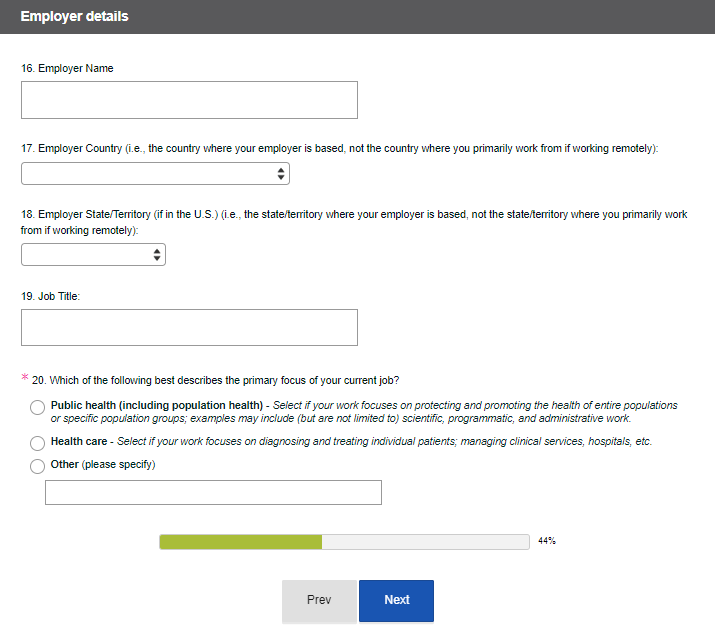 Employer details
16. Employer Name
17. Employer Country (i.e., the country where your employer is based, not the country where you primarily work from if working remotely):
18. Employer State/Territory (if in the U.S.) (i.e., the state/territory where your employer is based, not the state/territory where you primarily work
from if working remotely):
19. Job Title:
* 20. Which of the following best describes the primary focus of your current job?
Public health (including population health) - Select if your work focuses on protecting and promoting the health of entire populations
or specific population groups; examples may include (but are not limited to) scientific, programmatic, and administrative work.
Health care - Select if your work focuses on diagnosing and treating individual patients; managing clinical services, hospitals, etc.
Other (please specify)
44%
Prev Next